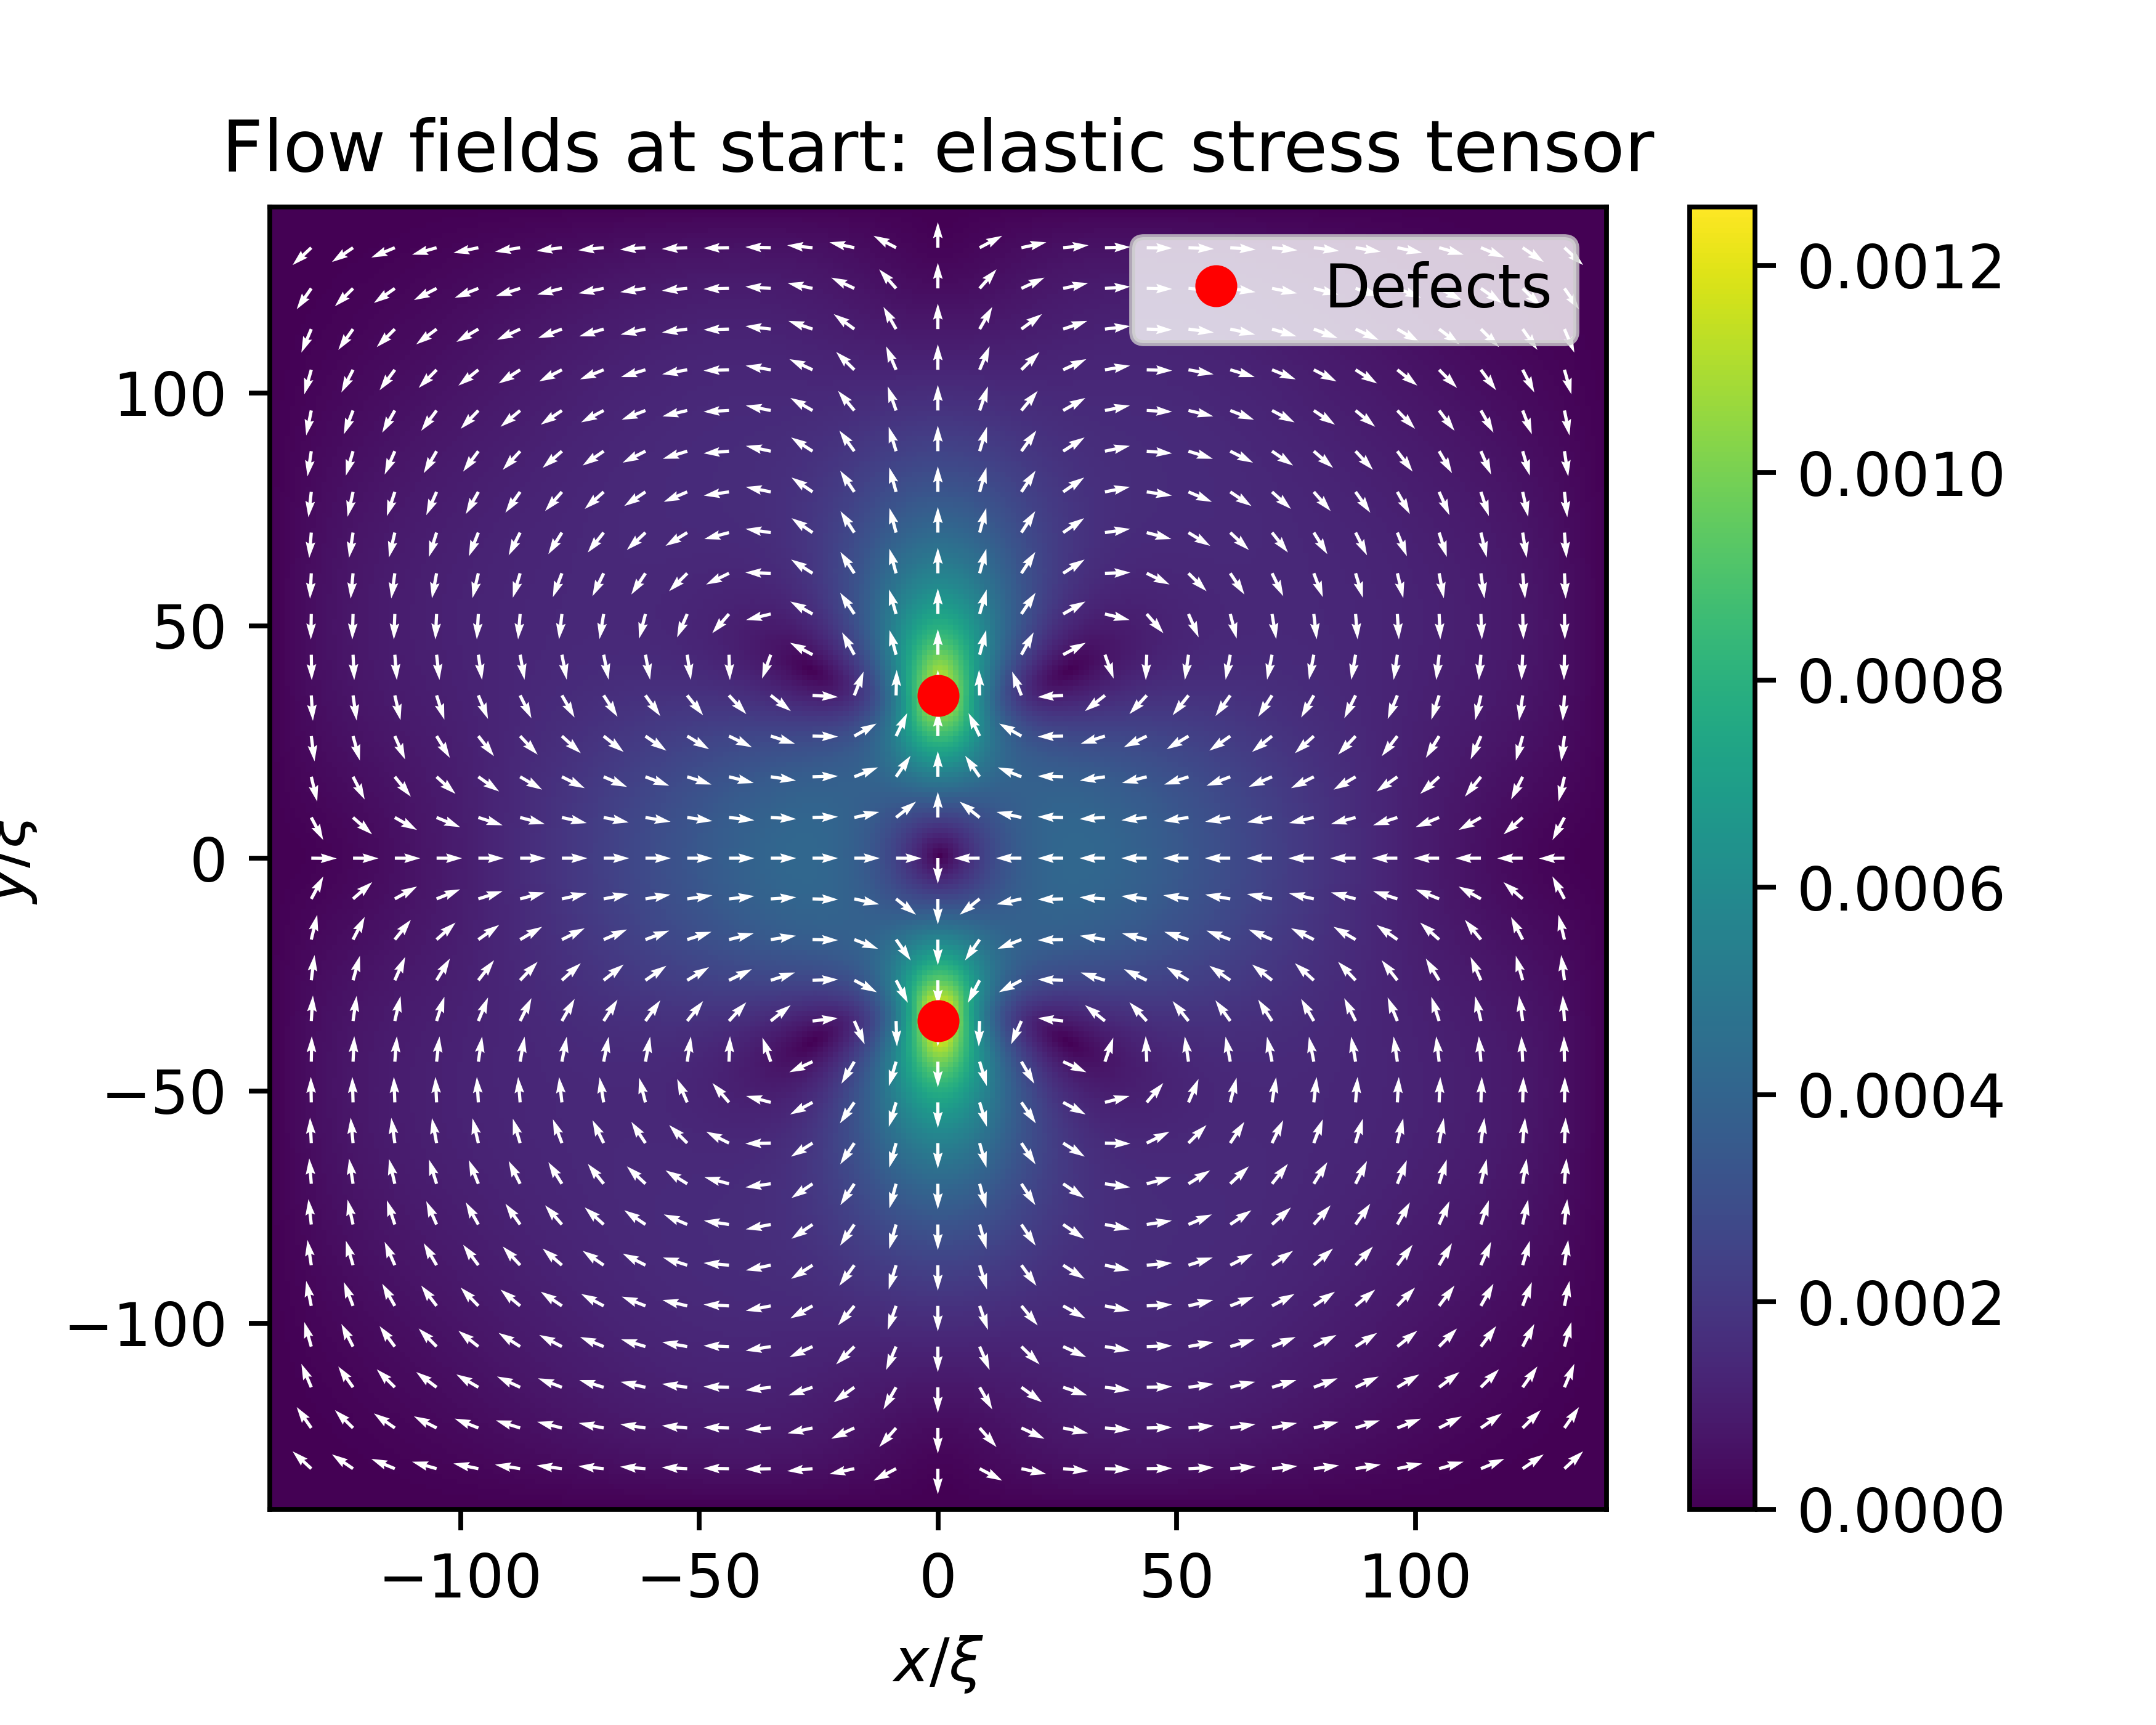 Flow fields at start: elastic stress tensor
Defects
100
50
0
−50
−100
y/ξ
−100 −50 0 50 100
x/ξ
0.0012
0.0010
0.0008
0.0006
0.0004
0.0002
0.0000